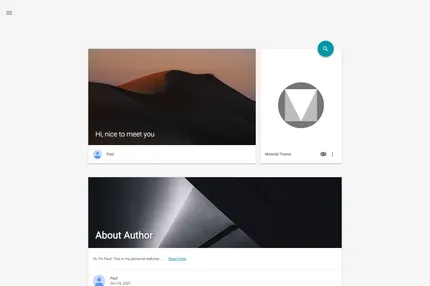 Hi, nice to meet you
Paul
Material Theme
About Author
Hi, I'm Paul. This is my personal website. ...
Read more
Paul
Oct 14, 2021